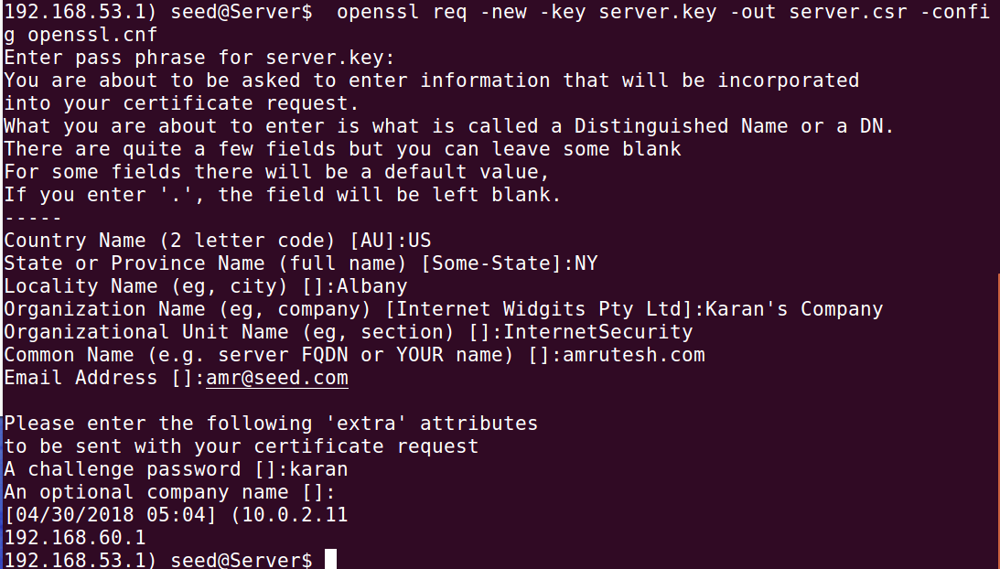 192.168.53.1) seed@Server$  openssl req -new -key server.key -out server.csr -confi
g openssl.cnf
Enter pass phrase for server.key:
You are about to be asked to enter information that will be incorporated
into your certificate request.
What you are about to enter is what is called a Distinguished Name or a DN.
There are quite a few fields but you can leave some blank
For some fields there will be a default value,
If you enter '.', the field will be left blank.
-----
Country Name (2 letter code) [AU]:US
State or Province Name (full name) [Some-State]:NY
Locality Name (eg, city) []:Albany
Organization Name (eg, company) [Internet Widgits Pty Ltd]:Karan's Company
Organizational Unit Name (eg, section) []:InternetSecurity
Common Name (e.g. server FQDN or YOUR name) []:amrutesh.com
Email Address []:amr@seed.com

Please enter the following 'extra' attributes
to be sent with your certificate request
A challenge password []:karan
An optional company name []:
[04/30/2018 05:04] (10.0.2.11
192.168.60.1
192.168.53.1) seed@Server$